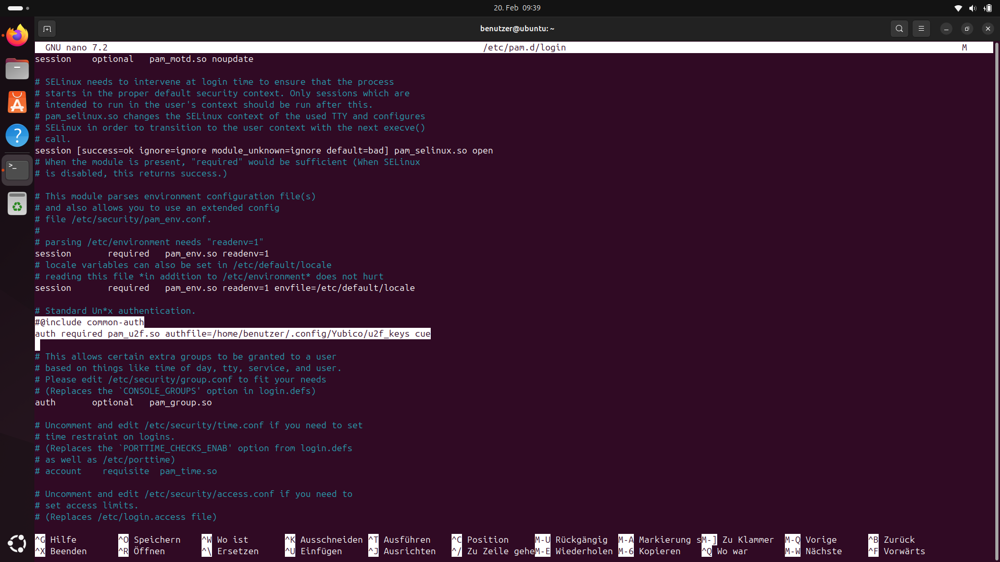 20. Feb 09:39
benutzer@ubuntu: ~
GNU nano 7.2 /etc/pam.d/login M
session    optional   pam_motd.so noupdate
# SELinux needs to intervene at login time to ensure that the process
# starts in the proper default security context. Only sessions which are
# intended to run in the user's context should be run after this.
# pam_selinux.so changes the SELinux context of the used TTY and configures
# SELinux in order to transition to the user context with the next execve()
# call.
session [success=ok ignore=ignore module_unknown=ignore default=bad] pam_selinux.so open
# When the module is present, "required" would be sufficient (When SELinux
# is disabled, this returns success.)
# This module parses environment configuration file(s)
# and also allows you to use an extended config
# file /etc/security/pam_env.conf.
#
# parsing /etc/environment needs "readenv=1"
session       required   pam_env.so readenv=1
# locale variables can also be set in /etc/default/locale
# reading this file *in addition to /etc/environment* does not hurt
session       required   pam_env.so readenv=1 envfile=/etc/default/locale
# Standard Un*x authentication.
#@include common-auth
auth required pam_u2f.so authfile=/home/benutzer/.config/Yubico/u2f_keys cue
# This allows certain extra groups to be granted to a user
# based on things like time of day, tty, service, and user.
# Please edit /etc/security/group.conf to fit your needs
# (Replaces the `CONSOLE_GROUPS' option in login.defs)
auth       optional   pam_group.so
# Uncomment and edit /etc/security/time.conf if you need to set
# time restraint on logins.
# (Replaces the `PORTTIME_CHECKS_ENAB' option from login.defs
# as well as /etc/porttime)
# account    requisite  pam_time.so
# Uncomment and edit /etc/security/access.conf if you need to
# set access limits.
# (Replaces /etc/login.access file)
^G Hilfe ^O Speichern ^W Wo ist ^K Ausschneiden ^T Ausführen ^C Position M-U Rückgängig M-A Markierung s M-] Zu Klammer M-Q Vorige ^B Zurück
^X Beenden ^R Öffnen ^\ Ersetzen ^U Einfügen ^J Ausrichten ^/ Zu Zeile gehe M-E Wiederholen M-6 Kopieren ^Q Wo war M-W Nächste ^F Vorwärts